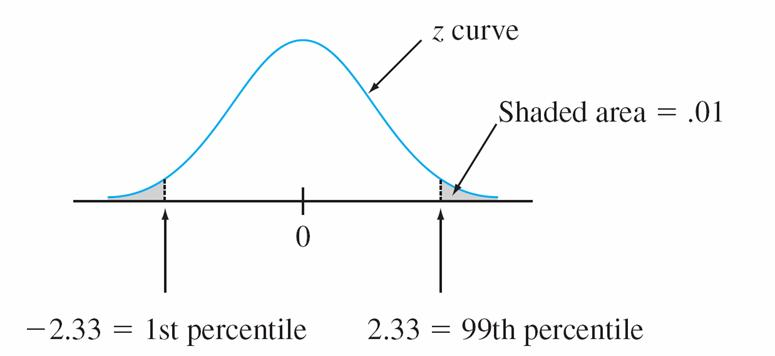 z curve
Shaded area = .01
0
−2.33 = 1st percentile
2.33 = 99th percentile